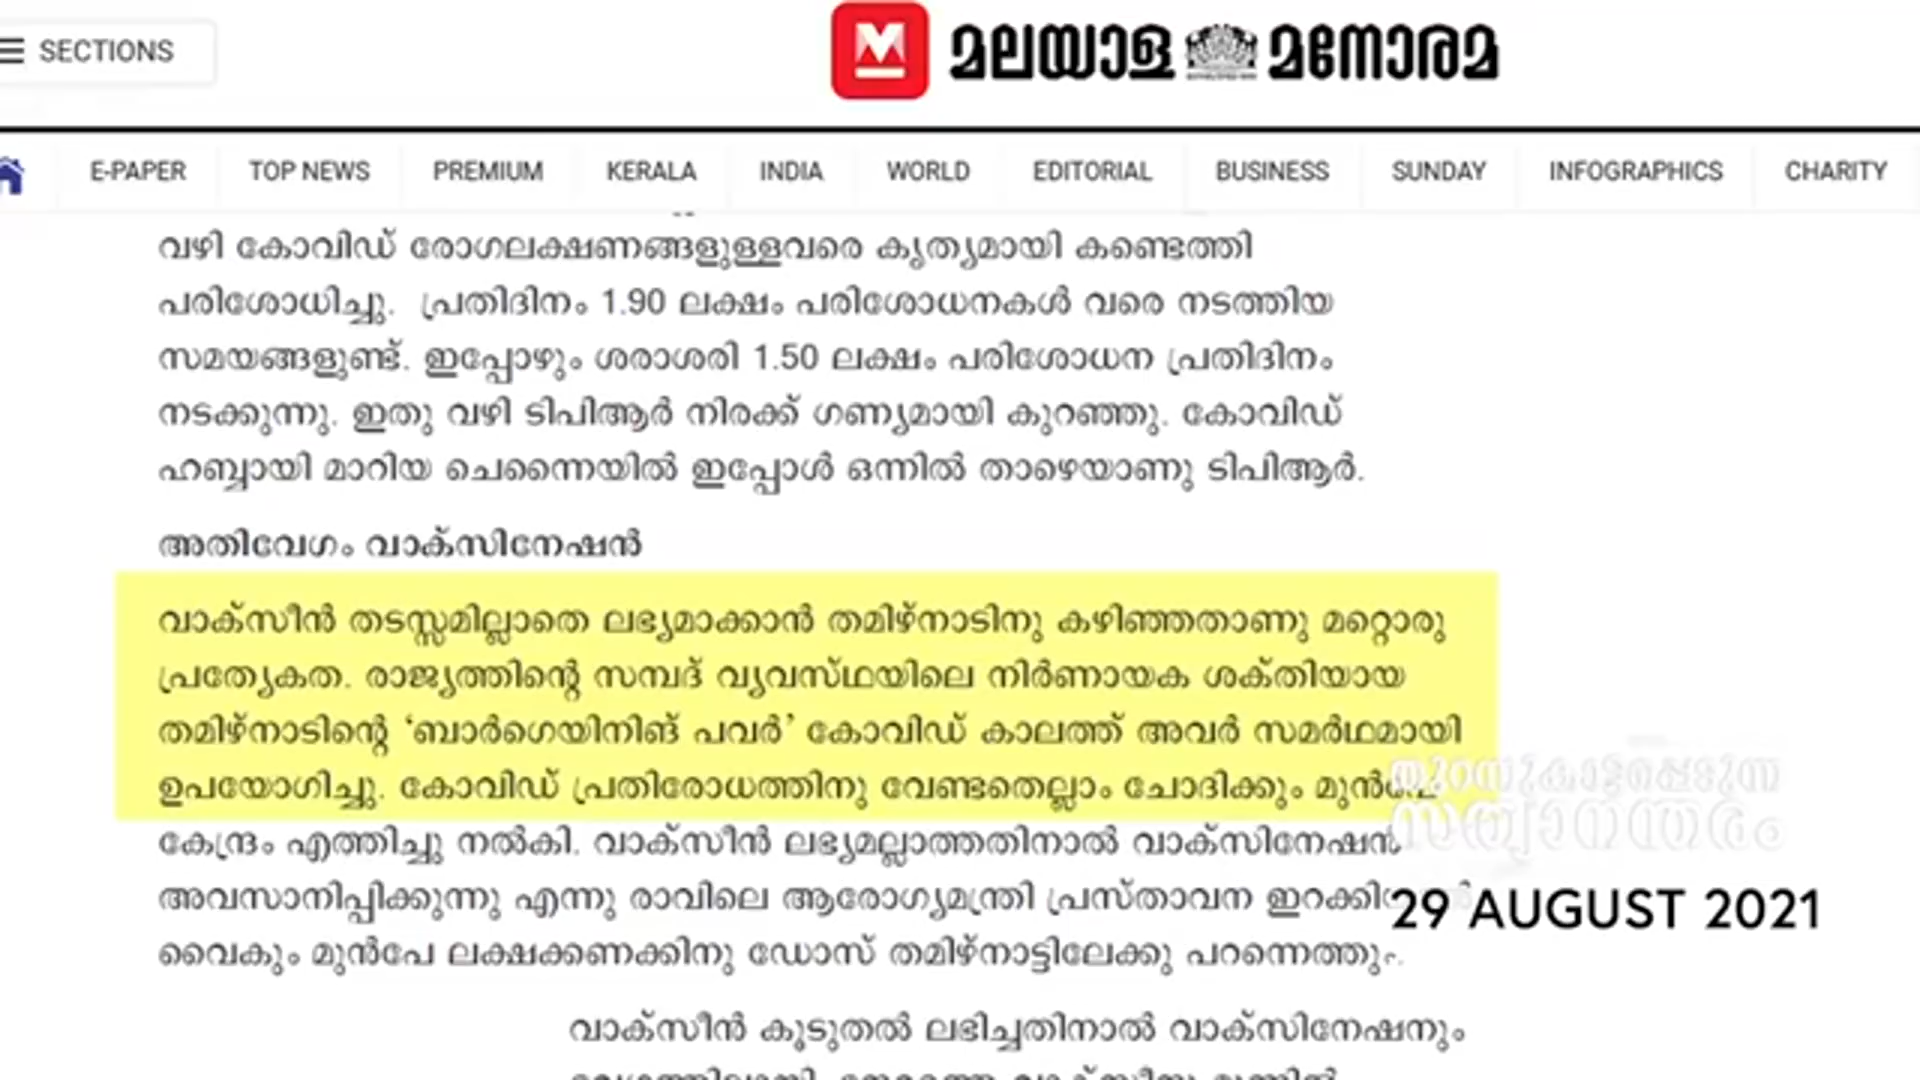 SECTIONS
മലയാള മനോരമ
E-PAPER TOP NEWS PREMIUM KERALA INDIA WORLD EDITORIAL BUSINESS SUNDAY INFOGRAPHICS CHARITY
വഴി കോവിഡ് രോഗലക്ഷണങ്ങളുള്ളവരെ കൃത്യമായി കണ്ടെത്തി
പരിശോധിച്ചു. പ്രതിദിനം 1.90 ലക്ഷം പരിശോധനകൾ വരെ നടത്തിയ
സമയങ്ങളുണ്ട്. ഇപ്പോഴും ശരാശരി 1.50 ലക്ഷം പരിശോധന പ്രതിദിനം
നടക്കുന്നു. ഇതു വഴി ടിപിആർ നിരക്ക് ഗണ്യമായി കുറഞ്ഞു. കോവിഡ്
ഹബ്ബായി മാറിയ ചെന്നൈയിൽ ഇപ്പോൾ ഒന്നിൽ താഴെയാണു ടിപിആർ.
അതിവേഗം വാക്സിനേഷൻ
വാക്സീൻ തടസ്സമില്ലാതെ ലഭ്യമാക്കാൻ തമിഴ്നാടിനു കഴിഞ്ഞതാണു മറ്റൊരു
പ്രത്യേകത. രാജ്യത്തിന്റെ സമ്പദ് വ്യവസ്ഥയിലെ നിർണായക ശക്തിയായ
തമിഴ്നാടിന്റെ ‘ബാർഗെയിനിങ് പവർ’ കോവിഡ് കാലത്ത് അവർ സമർഥമായി
ഉപയോഗിച്ചു. കോവിഡ് പ്രതിരോധത്തിനു വേണ്ടതെല്ലാം ചോദിക്കും മുൻപേ
കേന്ദ്രം എത്തിച്ചു നൽകി. വാക്സീൻ ലഭ്യമല്ലാത്തതിനാൽ വാക്സിനേഷൻ
അവസാനിപ്പിക്കുന്നു എന്നു രാവിലെ ആരോഗ്യമന്ത്രി പ്രസ്താവന
വൈകും മുൻപേ ലക്ഷക്കണക്കിനു ഡോസ് തമിഴ്നാട്ടിലേക്കു പറന്നെത്തും.
29 AUGUST 2021
വാക്സീൻ കൂടുതൽ ലഭിച്ചതിനാൽ വാക്സിനേഷനും